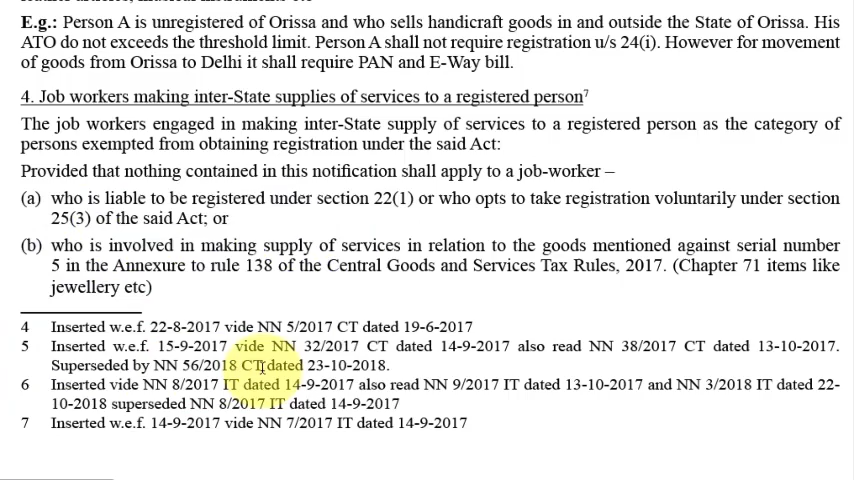 E.g.: Person A is unregistered of Orissa and who sells handicraft goods in and outside the State of Orissa. His
ATO do not exceeds the threshold limit. Person A shall not require registration u/s 24(i). However for movement
of goods from Orissa to Delhi it shall require PAN and E-Way bill.
4. Job workers making inter-State supplies of services to a registered person7
The job workers engaged in making inter-State supply of services to a registered person as the category of
persons exempted from obtaining registration under the said Act:
Provided that nothing contained in this notification shall apply to a job-worker –
(a) who is liable to be registered under section 22(1) or who opts to take registration voluntarily under section
25(3) of the said Act; or
(b) who is involved in making supply of services in relation to the goods mentioned against serial number
5 in the Annexure to rule 138 of the Central Goods and Services Tax Rules, 2017. (Chapter 71 items like
jewellery etc)
4 Inserted w.e.f. 22-8-2017 vide NN 5/2017 CT dated 19-6-2017
5 Inserted w.e.f. 15-9-2017 vide NN 32/2017 CT dated 14-9-2017 also read NN 38/2017 CT dated 13-10-2017.
Superseded by NN 56/2018 CT dated 23-10-2018.
6 Inserted vide NN 8/2017 IT dated 14-9-2017 also read NN 9/2017 IT dated 13-10-2017 and NN 3/2018 IT dated 22-
10-2018 superseded NN 8/2017 IT dated 14-9-2017
7 Inserted w.e.f. 14-9-2017 vide NN 7/2017 IT dated 14-9-2017